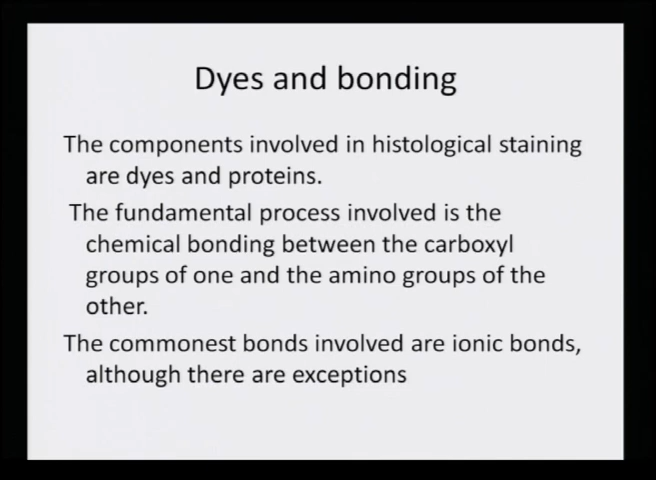 Dyes and bonding
The components involved in histological staining
are dyes and proteins.
The fundamental process involved is the
chemical bonding between the carboxyl
groups of one and the amino groups of the
other.
The commonest bonds involved are ionic bonds,
although there are exceptions